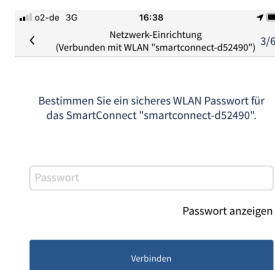 o2-de 3G 16:38
Netzwerk-Einrichtung
(Verbunden mit WLAN "smartconnect-d52490") 3/6
Bestimmen Sie ein sicheres WLAN Passwort für
das SmartConnect "smartconnect-d52490".
Passwort
Passwort anzeigen
Verbinden